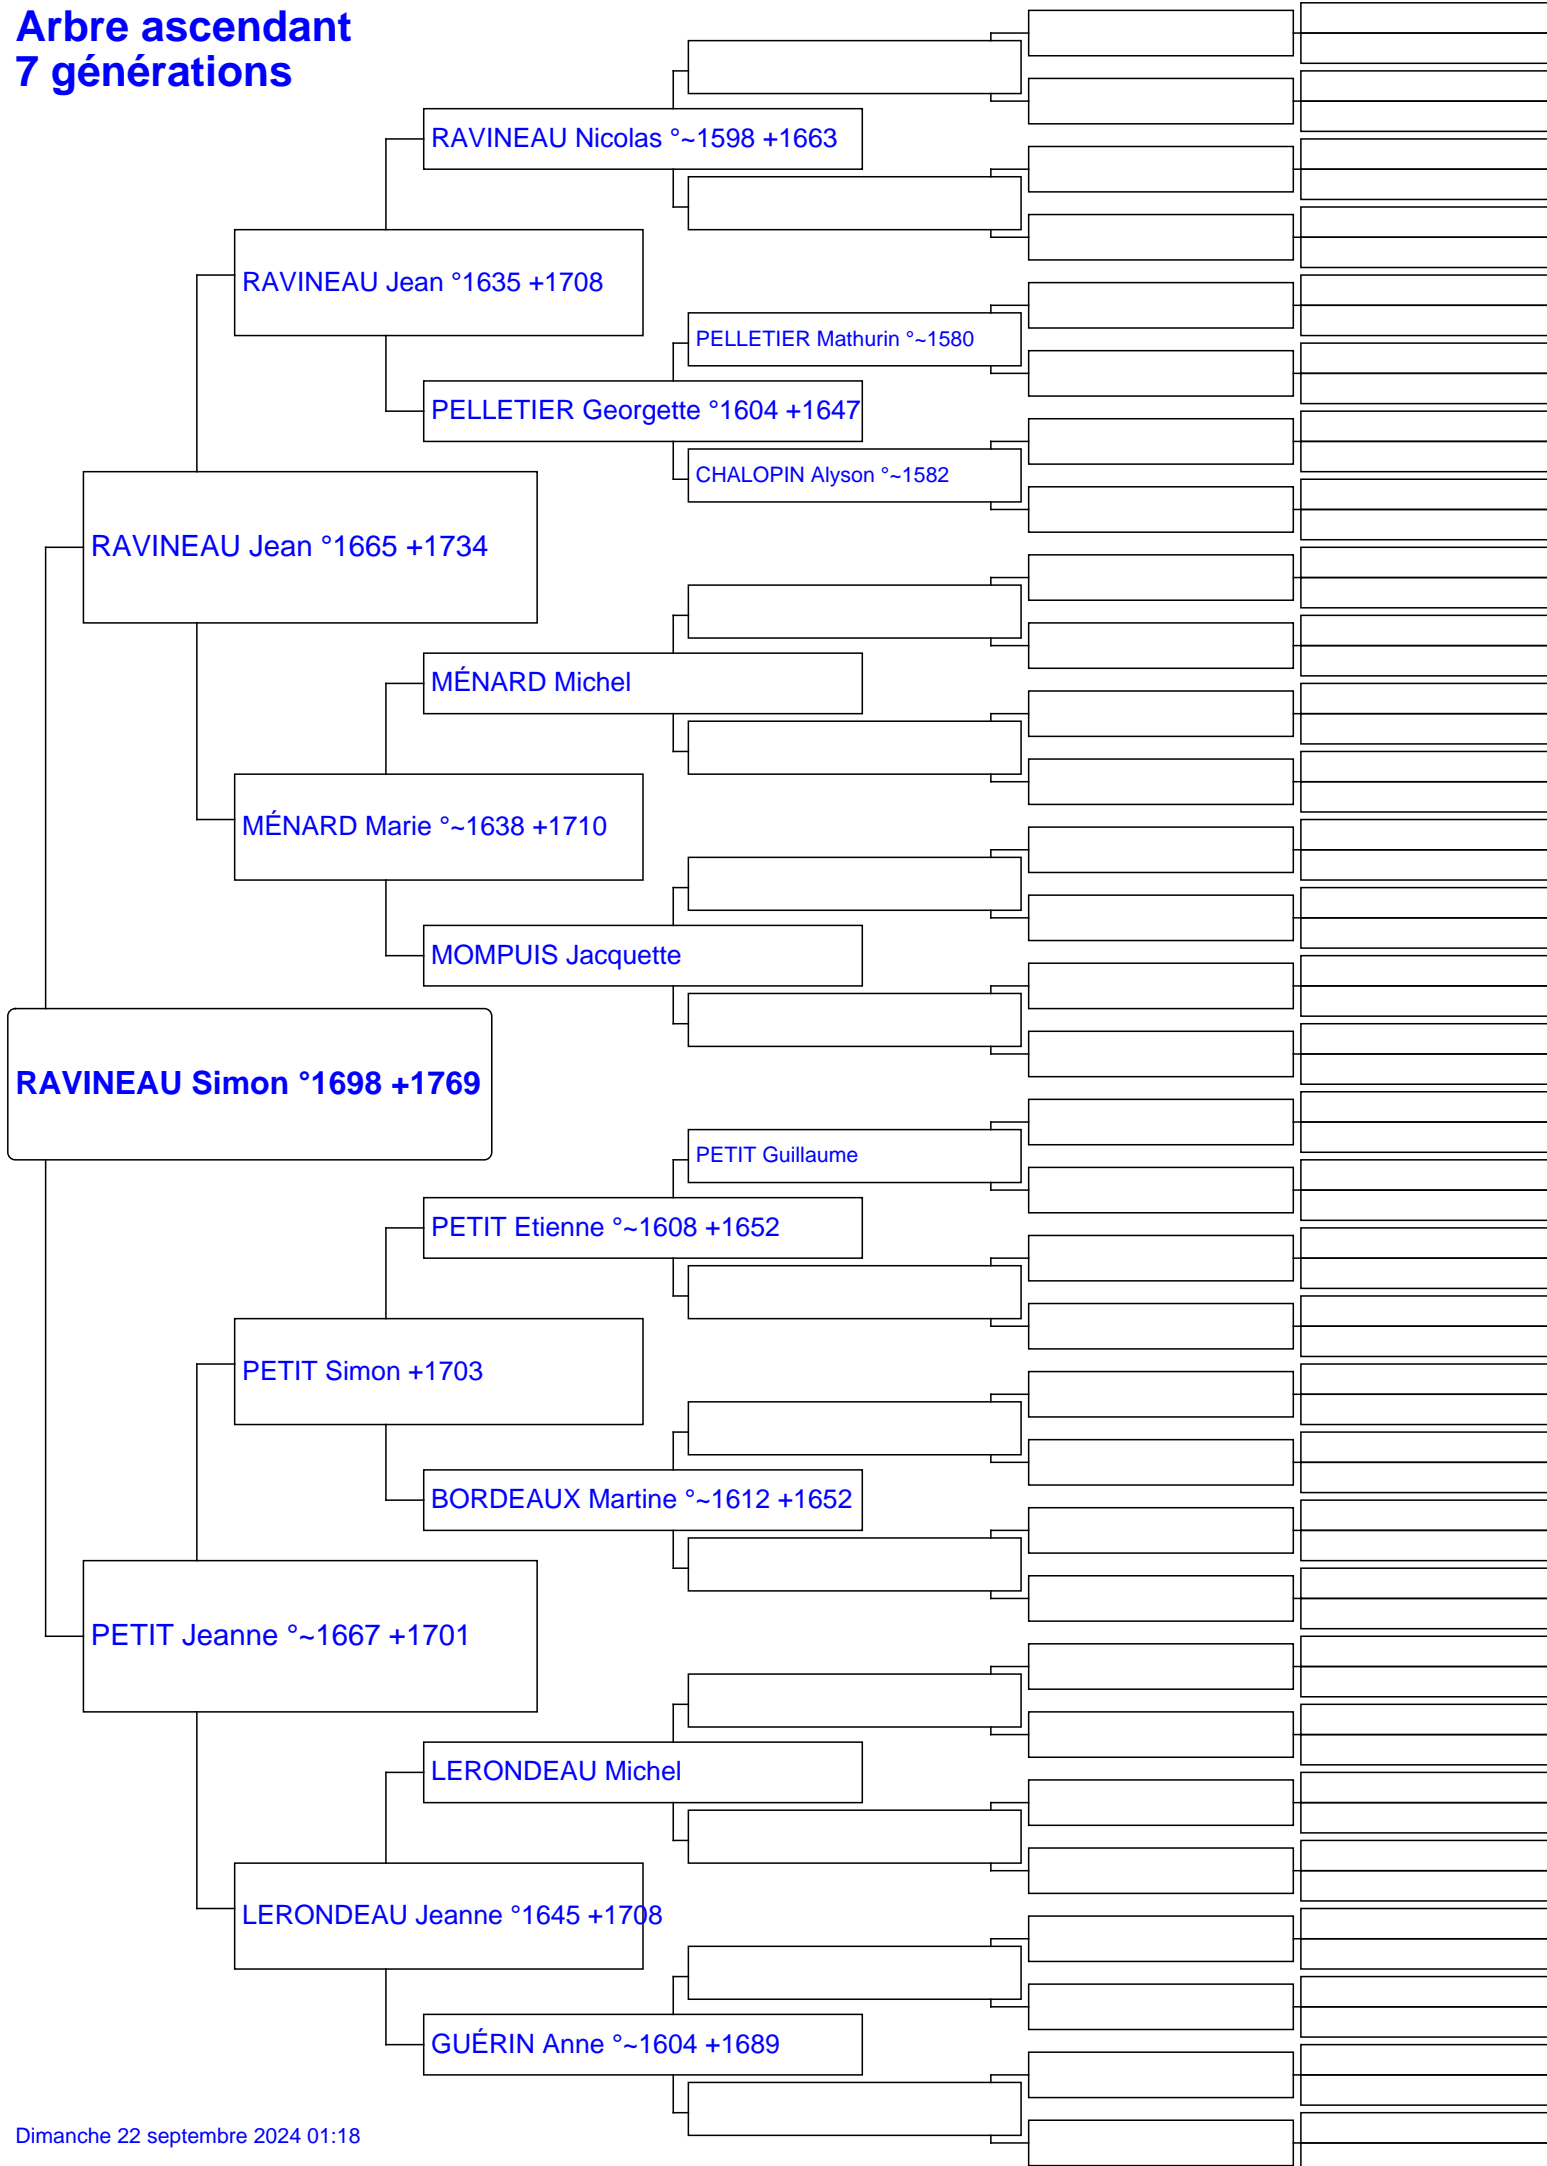 Arbre ascendant
7 générations
RAVINEAU Nicolas °~1598 +1663
RAVINEAU Jean °1635 +1708
PELLETIER Mathurin °~1580
PELLETIER Georgette °1604 +1647
CHALOPIN Alyson °~1582
RAVINEAU Jean °1665 +1734
MÉNARD Michel
MÉNARD Marie °~1638 +1710
MOMPUIS Jacquette
RAVINEAU Simon °1698 +1769
PETIT Guillaume
PETIT Etienne °~1608 +1652
PETIT Simon +1703
BORDEAUX Martine °~1612 +1652
PETIT Jeanne °~1667 +1701
LERONDEAU Michel
LERONDEAU Jeanne °1645 +1708
GUÉRIN Anne °~1604 +1689
Dimanche 22 septembre 2024 01:18